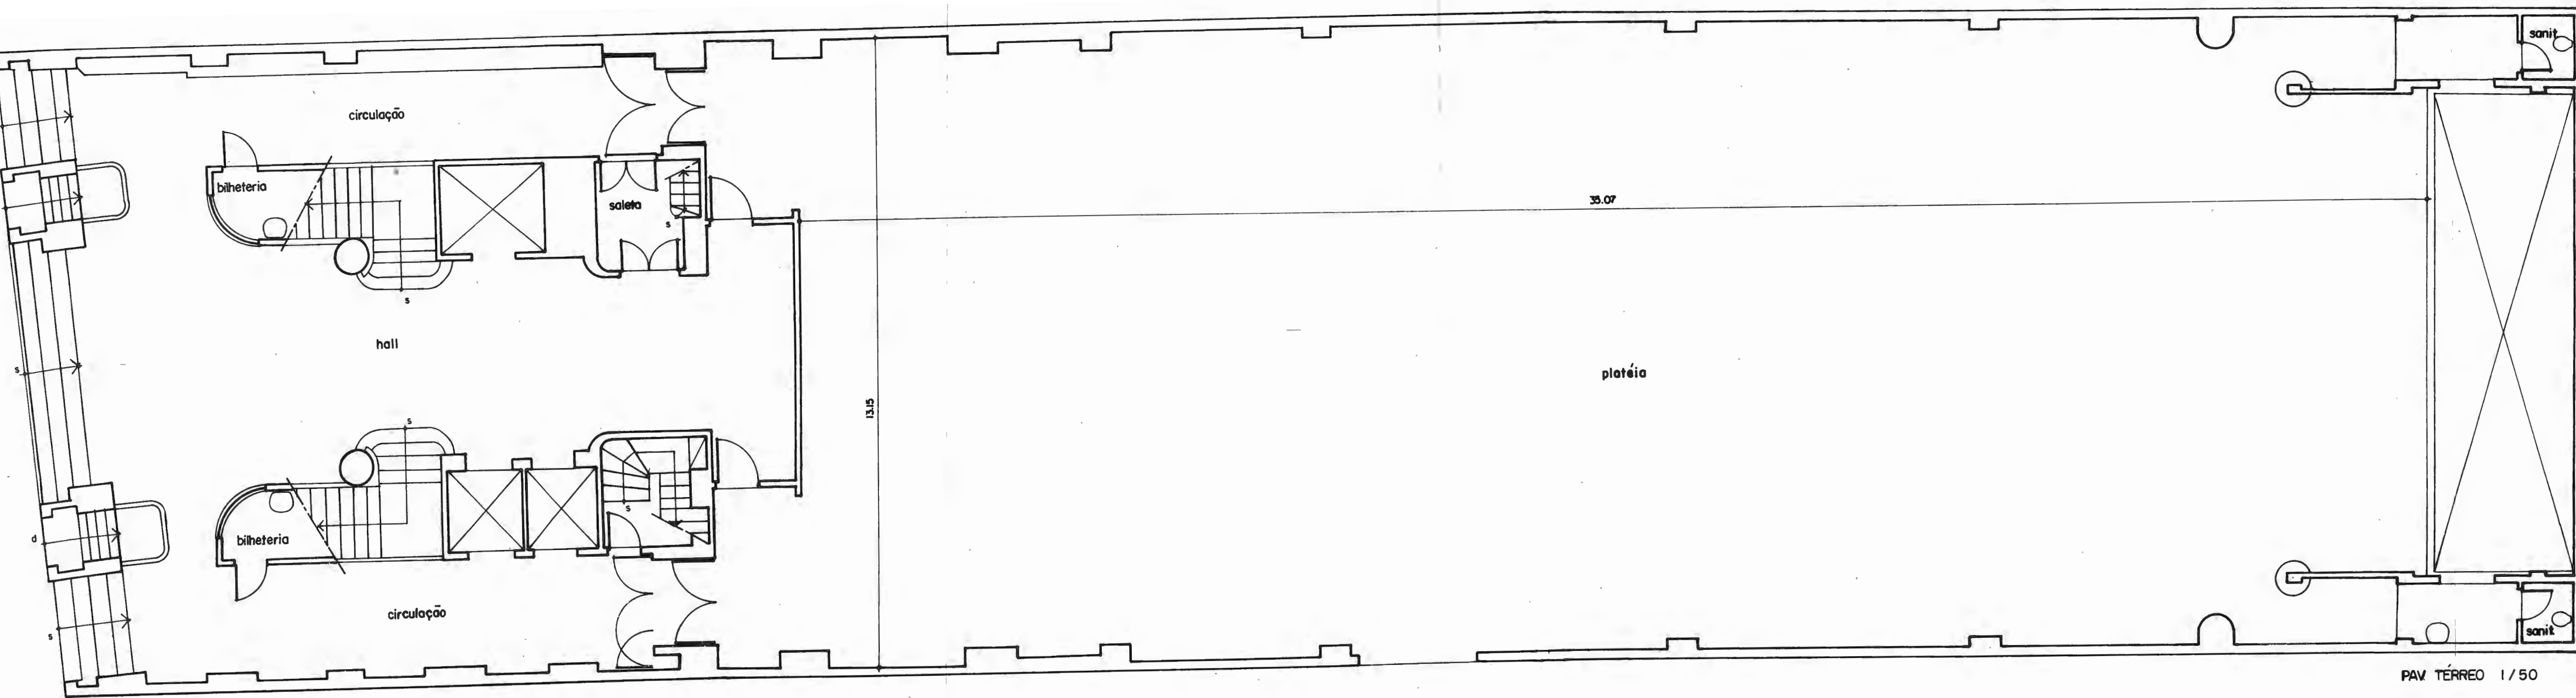 sanit.
circulação
bilheteria
saleta
s
s
35.07
hall
s
platéia
13.15
s
s
d
bilheteria
circulação
s
sanit.
PAV. TÉRREO 1/50